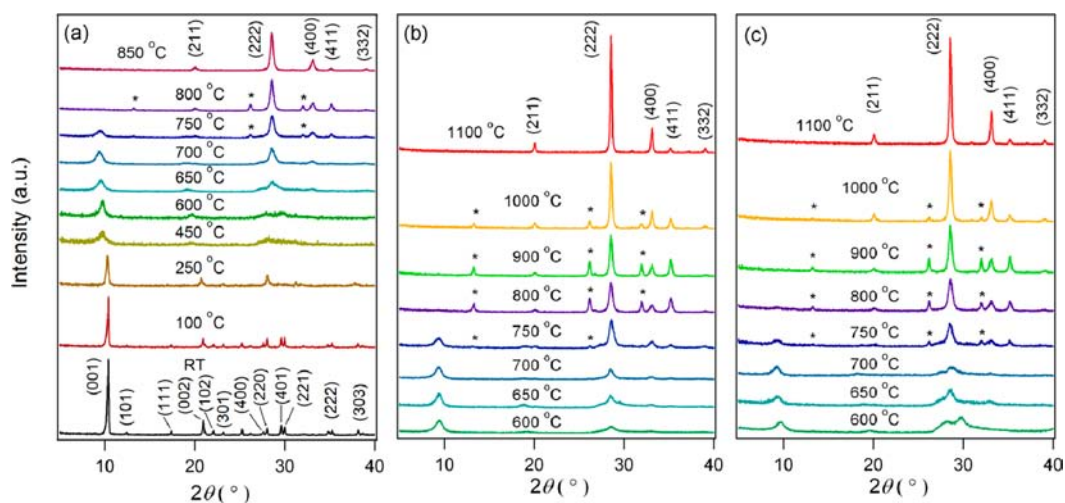 Intensity (a.u.)
(a)
850 °C
(211)
(222)
(400)
(411)
(332)
* * *
800 °C
* *
750 °C
700 °C
650 °C
600 °C
450 °C
250 °C
100 °C
RT
(001)
(101)
(111)
(002)
(102)
(301)
(400)
(220)
(401)
(221)
(222)
(303)
10 20 30 40
2θ (°)
(b)
(222)
(211)
(400)
(411)
(332)
1100 °C
1000 °C
* * *
900 °C
* * *
800 °C
* * *
750 °C
* *
700 °C
650 °C
600 °C
10 20 30 40
2θ (°)
(c)
(222)
(211)
(400)
(411)
(332)
1100 °C
1000 °C
* * *
900 °C
* * *
800 °C
* * *
750 °C
* * *
700 °C
650 °C
600 °C
10 20 30 40
2θ (°)